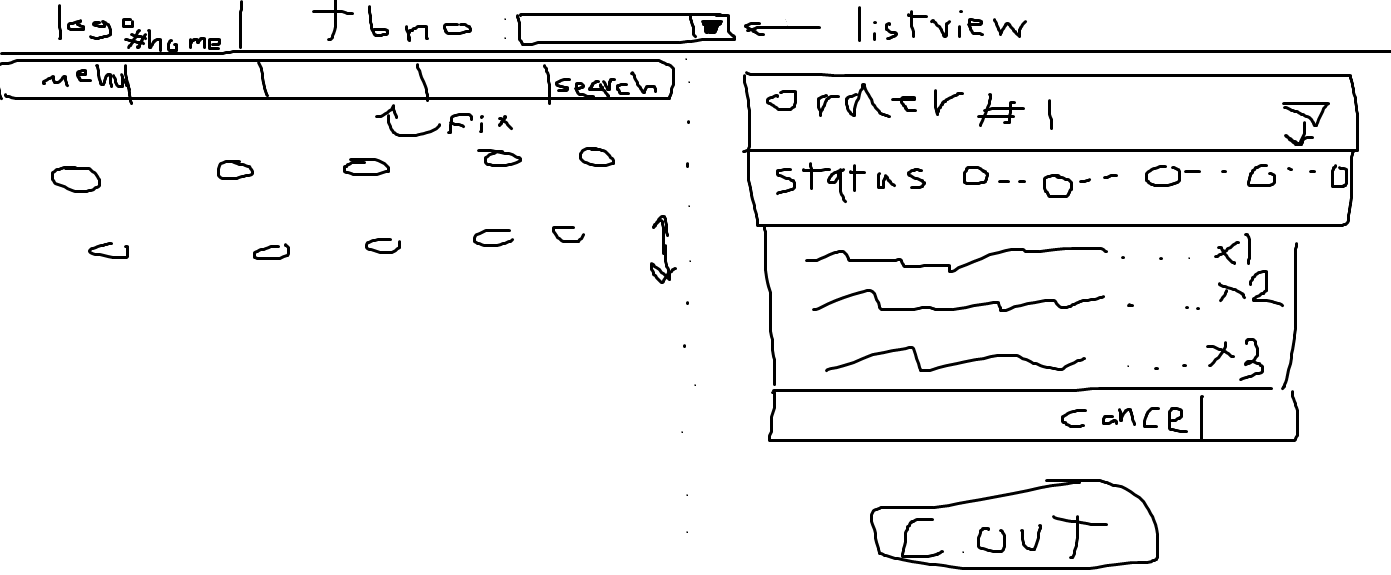 logo
#home
tbno :
listview
menu
search
Fix
order #1
status
x1
x2
x3
cancel
C.OUT